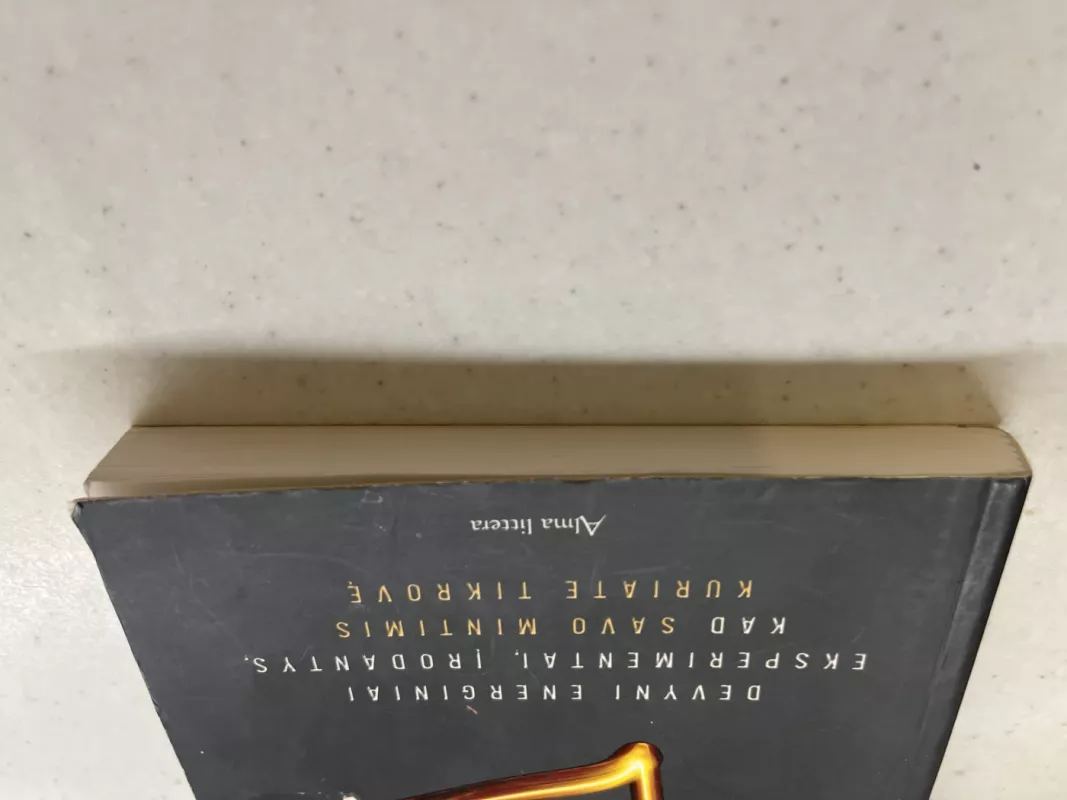 DEVYNI ENERGINIAI
EKSPERIMENTAI, ĮRODANTYS,
KAD SAVO MINTIMIS
KURIATE TIKROVĘ
Alma littera